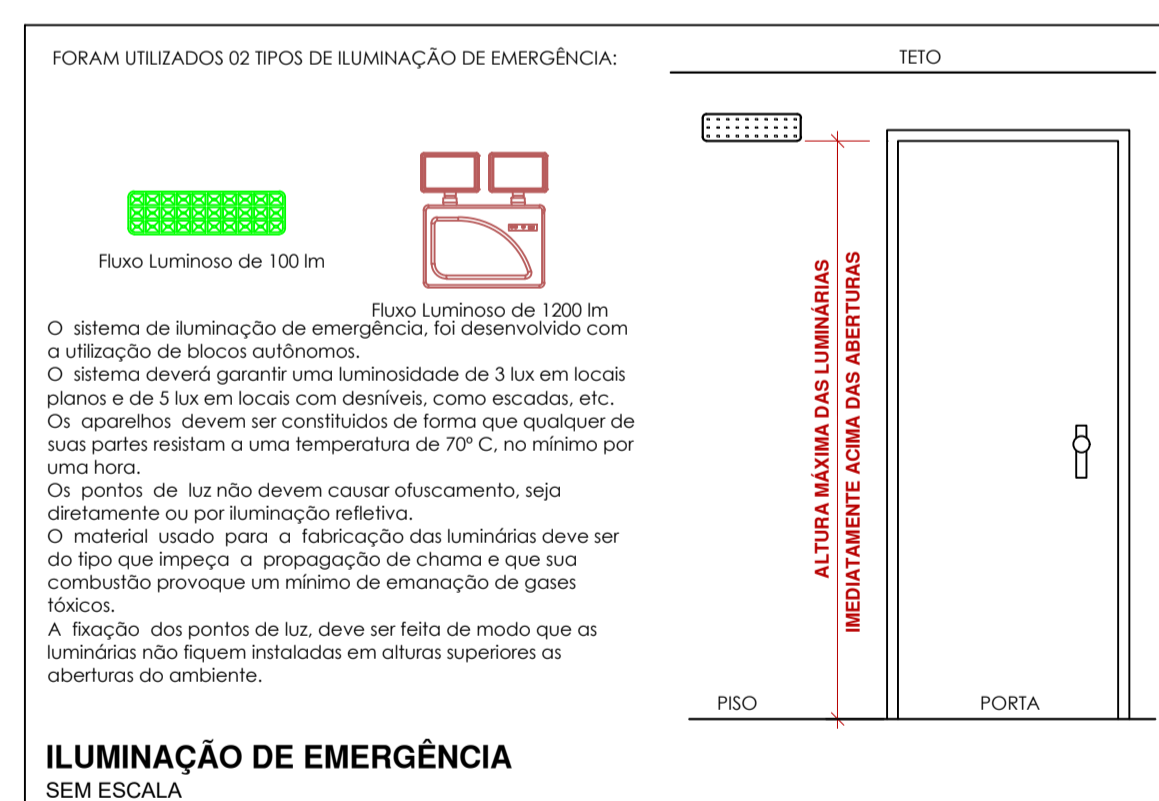 FORAM UTILIZADOS 02 TIPOS DE ILUMINAÇÃO DE EMERGÊNCIA:
Fluxo Luminoso de 100 lm
Fluxo Luminoso de 1200 lm
O sistema de iluminação de emergência, foi desenvolvido com
a utilização de blocos autônomos.
O sistema deverá garantir uma luminosidade de 3 lux em locais
planos e de 5 lux em locais com desníveis, como escadas, etc.
Os aparelhos devem ser constituidos de forma que qualquer de
suas partes resistam a uma temperatura de 70º C, no mínimo por
uma hora.
Os pontos de luz não devem causar ofuscamento, seja
diretamente ou por iluminação refletiva.
O material usado para a fabricação das luminárias deve ser
do tipo que impeça a propagação de chama e que sua
combustão provoque um mínimo de emanação de gases
tóxicos.
A fixação dos pontos de luz, deve ser feita de modo que as
luminárias não fiquem instaladas em alturas superiores as
aberturas do ambiente.
ILUMINAÇÃO DE EMERGÊNCIA
SEM ESCALA
TETO
ALTURA MÁXIMA DAS LUMINÁRIAS
IMEDIATAMENTE ACIMA DAS ABERTURAS
PISO
PORTA